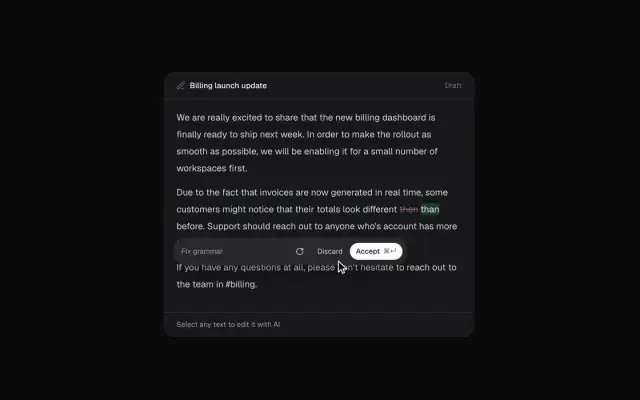 Billing launch update
Draft
We are really excited to share that the new billing dashboard is
finally ready to ship next week. In order to make the rollout as
smooth as possible, we will be enabling it for a small number of
workspaces first.
Due to the fact that invoices are now generated in real time, some
customers might notice that their totals look different then than
before. Support should reach out to anyone who's account has more
Fix grammar
Discard
Accept ⌘↵
If you have any questions at all, please hesitate to reach out to
the team in #billing.
Select any text to edit it with AI